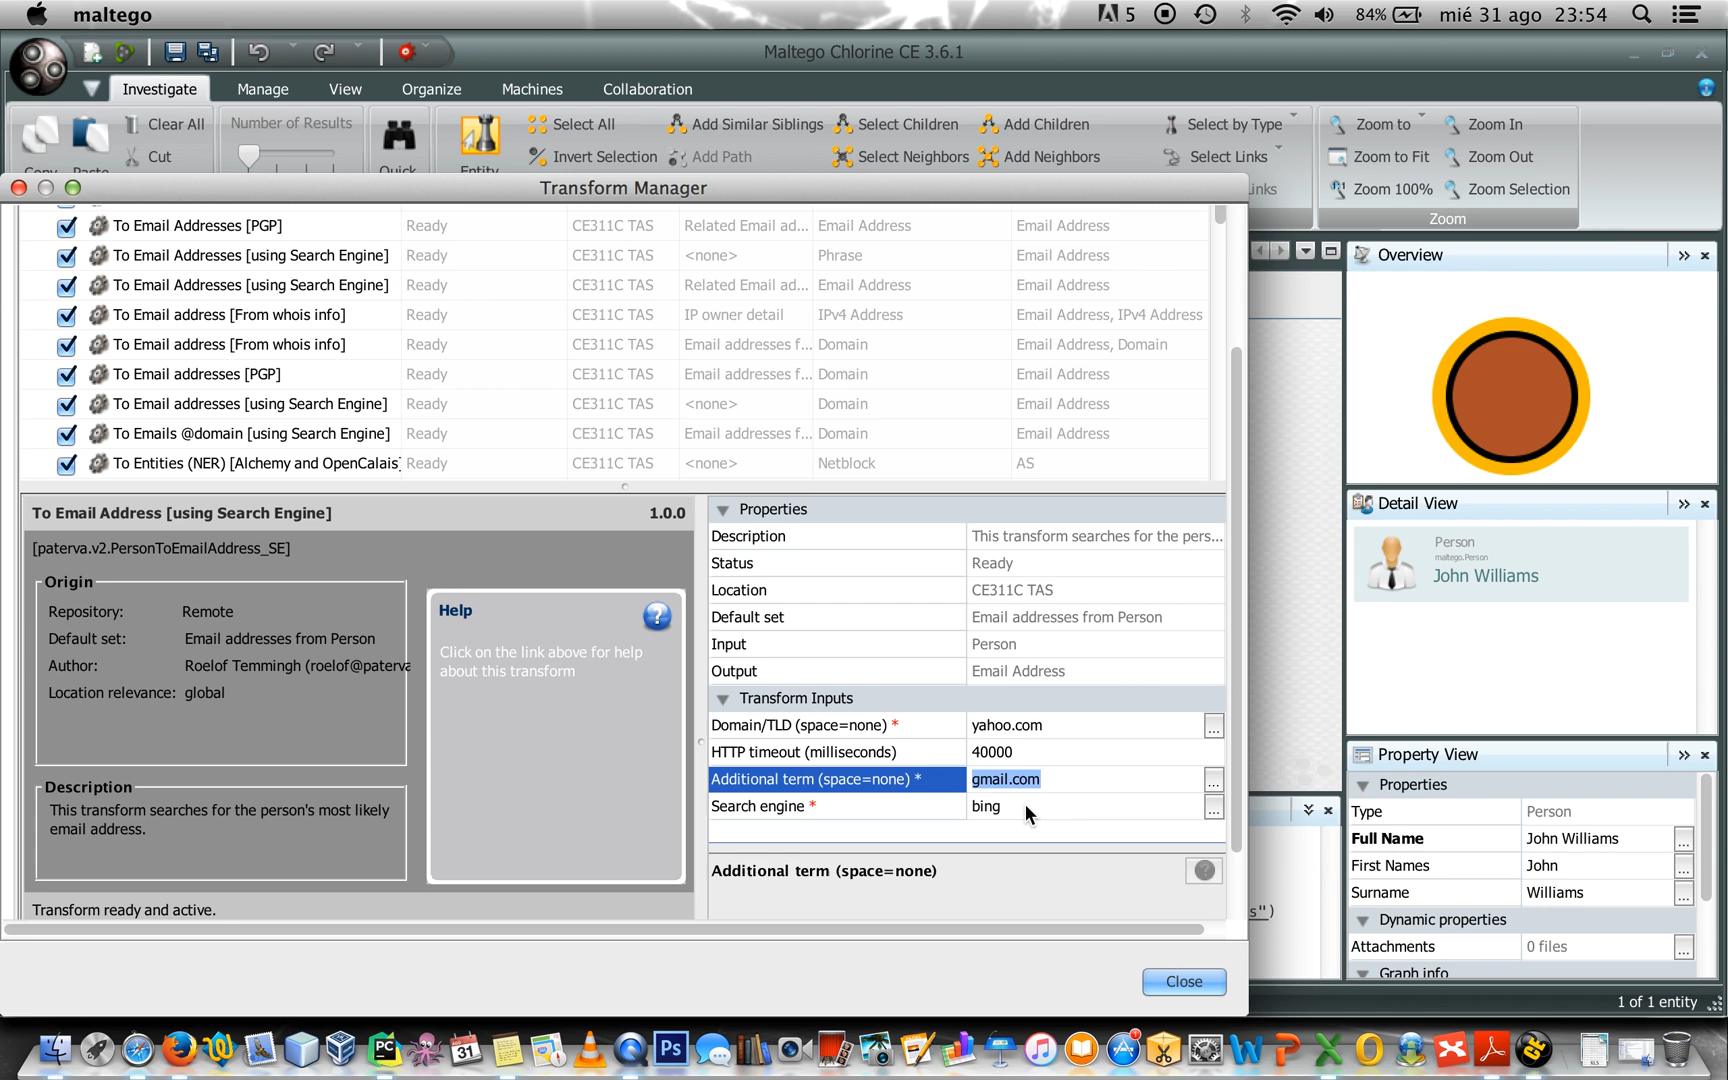 maltego
5
84%
mié 31 ago 23:54
Maltego Chlorine CE 3.6.1
Investigate
Manage
View
Organize
Machines
Collaboration
Clear All
Number of Results
Select All
Add Similar Siblings
Select Children
Add Children
Select by Type
Zoom to
Zoom In
Cut
Invert Selection
Add Path
Select Neighbors
Add Neighbors
Select Links
Zoom to Fit
Zoom Out
Copy
Paste
Quick
Entity
Zoom 100%
Zoom Selection
Zoom
Transform Manager
To Email Addresses [PGP] Ready CE311C TAS Related Email ad... Email Address Email Address
To Email Addresses [using Search Engine] Ready CE311C TAS <none> Phrase Email Address
To Email Addresses [using Search Engine] Ready CE311C TAS Related Email ad... Email Address Email Address
To Email address [From whois info] Ready CE311C TAS IP owner detail IPv4 Address Email Address, IPv4 Address
To Email address [From whois info] Ready CE311C TAS Email addresses f... Domain Email Address, Domain
To Email addresses [PGP] Ready CE311C TAS Email addresses f... Domain Email Address
To Email addresses [using Search Engine] Ready CE311C TAS <none> Domain Email Address
To Emails @domain [using Search Engine] Ready CE311C TAS Email addresses f... Domain Email Address
To Entities (NER) [Alchemy and OpenCalais] Ready CE311C TAS <none> Netblock AS
To Email Address [using Search Engine] 1.0.0
[paterva.v2.PersonToEmailAddress_SE]
Origin
Repository: Remote
Default set: Email addresses from Person
Author: Roelof Temmingh (roelof@paterva
Location relevance: global
Description
This transform searches for the person's most likely
email address.
Transform ready and active.
Help
?
Click on the link above for help
about this transform
Properties
Description This transform searches for the pers...
Status Ready
Location CE311C TAS
Default set Email addresses from Person
Input Person
Output Email Address
Transform Inputs
Domain/TLD (space=none) * yahoo.com ...
HTTP timeout (milliseconds) 40000
Additional term (space=none) * gmail.com ...
Search engine * bing ...
Additional term (space=none)
?
Close
Links
s")
Overview
Detail View
Person
maltego.Person
John Williams
Property View
Properties
Type Person
Full Name John Williams ...
First Names John ...
Surname Williams ...
Dynamic properties
Attachments 0 files ...
Graph info
1 of 1 entity
AUG
31
PC
Ps
1
W
P
X
O
CE
XLS